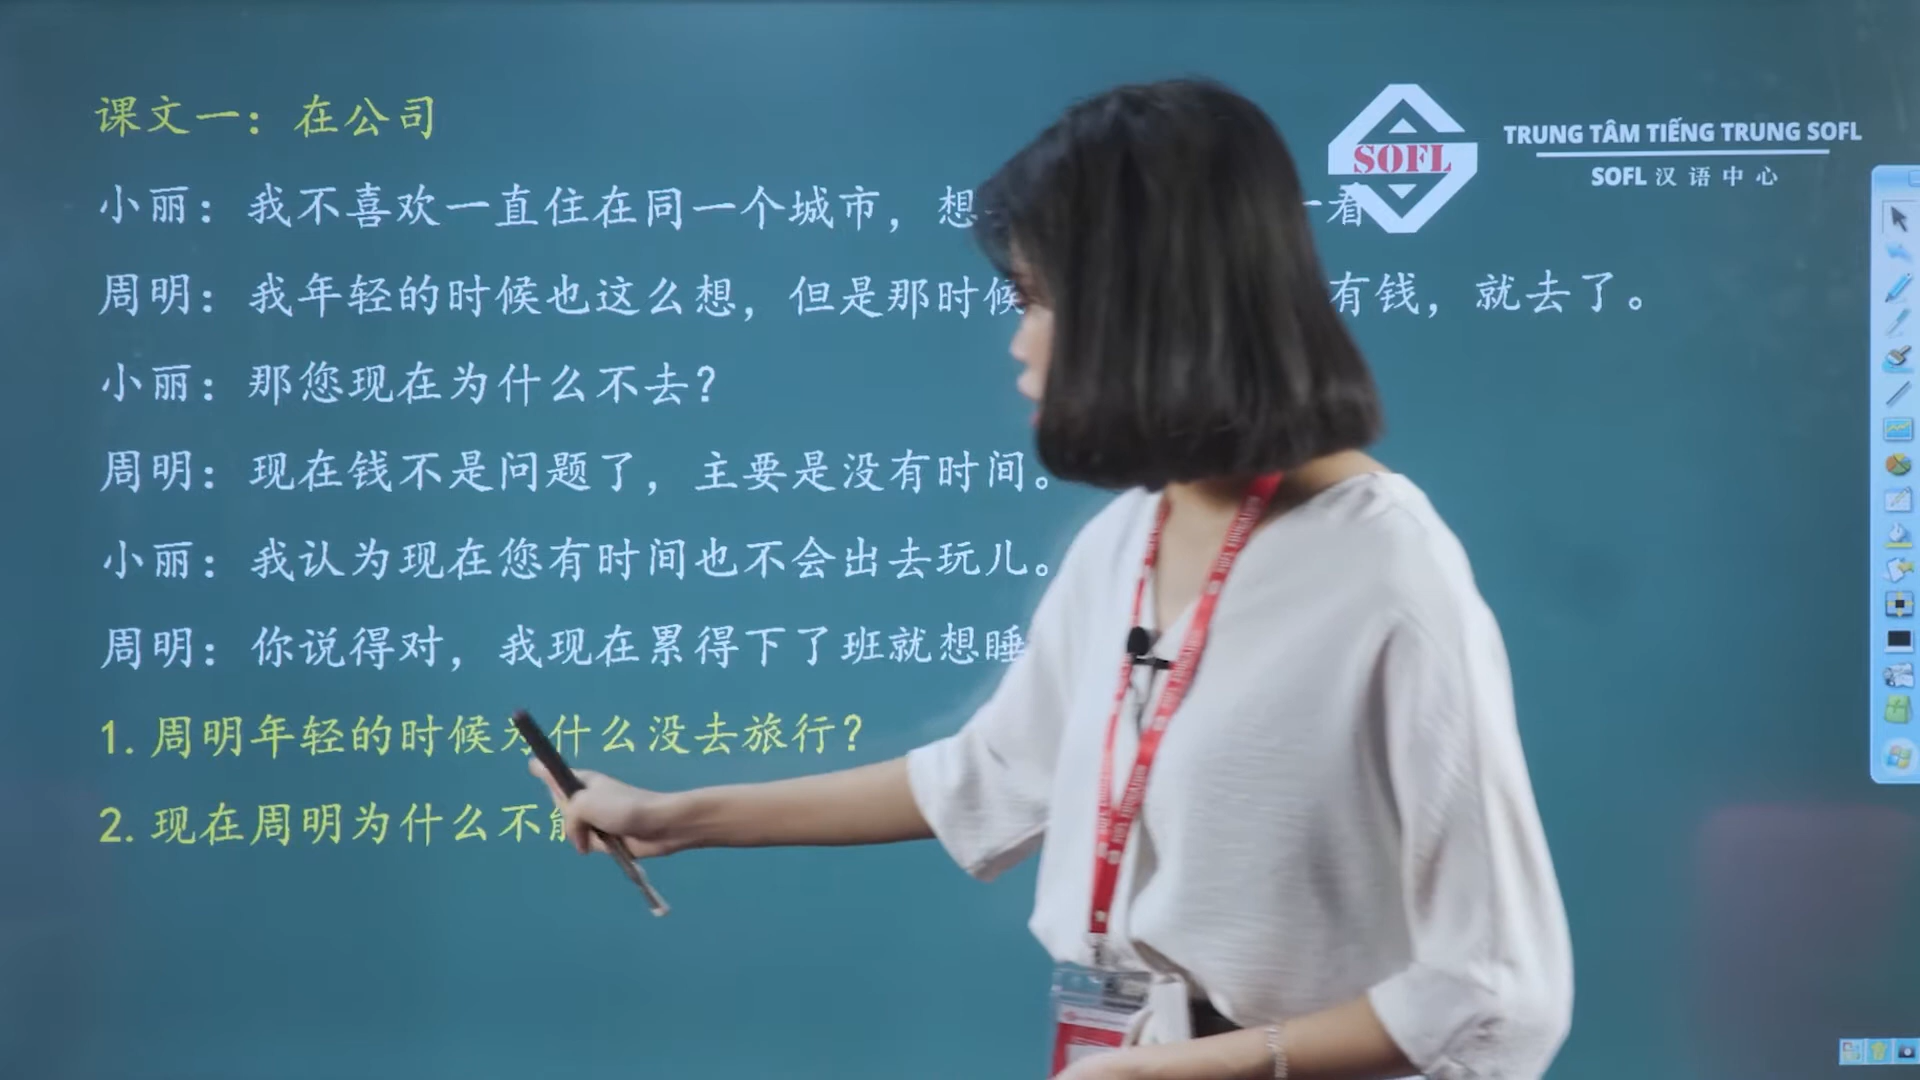 课文一：在公司
TRUNG TÂM TIẾNG TRUNG SOFL
SOFL
SOFL 汉语中心
小丽：我不喜欢一直住在同一个城市，想 一看
周明：我年轻的时候也这么想，但是那时候 有钱，就去了。
小丽：那您现在为什么不去？
周明：现在钱不是问题了，主要是没有时间。
小丽：我认为现在您有时间也不会出去玩儿。
周明：你说得对，我现在累得下了班就想睡
1. 周明年轻的时候为什么没去旅行？
2. 现在周明为什么不能